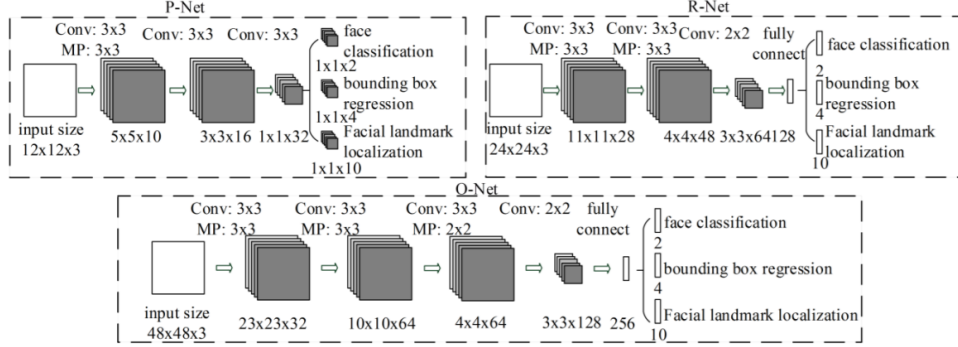 P-Net
Conv: 3x3
MP: 3x3
Conv: 3x3
Conv: 3x3
face
classification
1x1x2
bounding box
regression
1x1x4
Facial landmark
localization
1x1x10
input size
12x12x3
5x5x10
3x3x16
1x1x32
R-Net
Conv: 3x3
MP: 3x3
Conv: 3x3
MP: 3x3
Conv: 2x2
fully
connect
face classification
2
bounding box
regression
4
Facial landmark
localization
10
input size
24x24x3
11x11x28
4x4x48
3x3x64
128
O-Net
Conv: 3x3
MP: 3x3
Conv: 3x3
MP: 3x3
Conv: 3x3
MP: 2x2
Conv: 2x2
fully
connect
face classification
2
bounding box regression
4
Facial landmark localization
10
input size
48x48x3
23x23x32
10x10x64
4x4x64
3x3x128
256